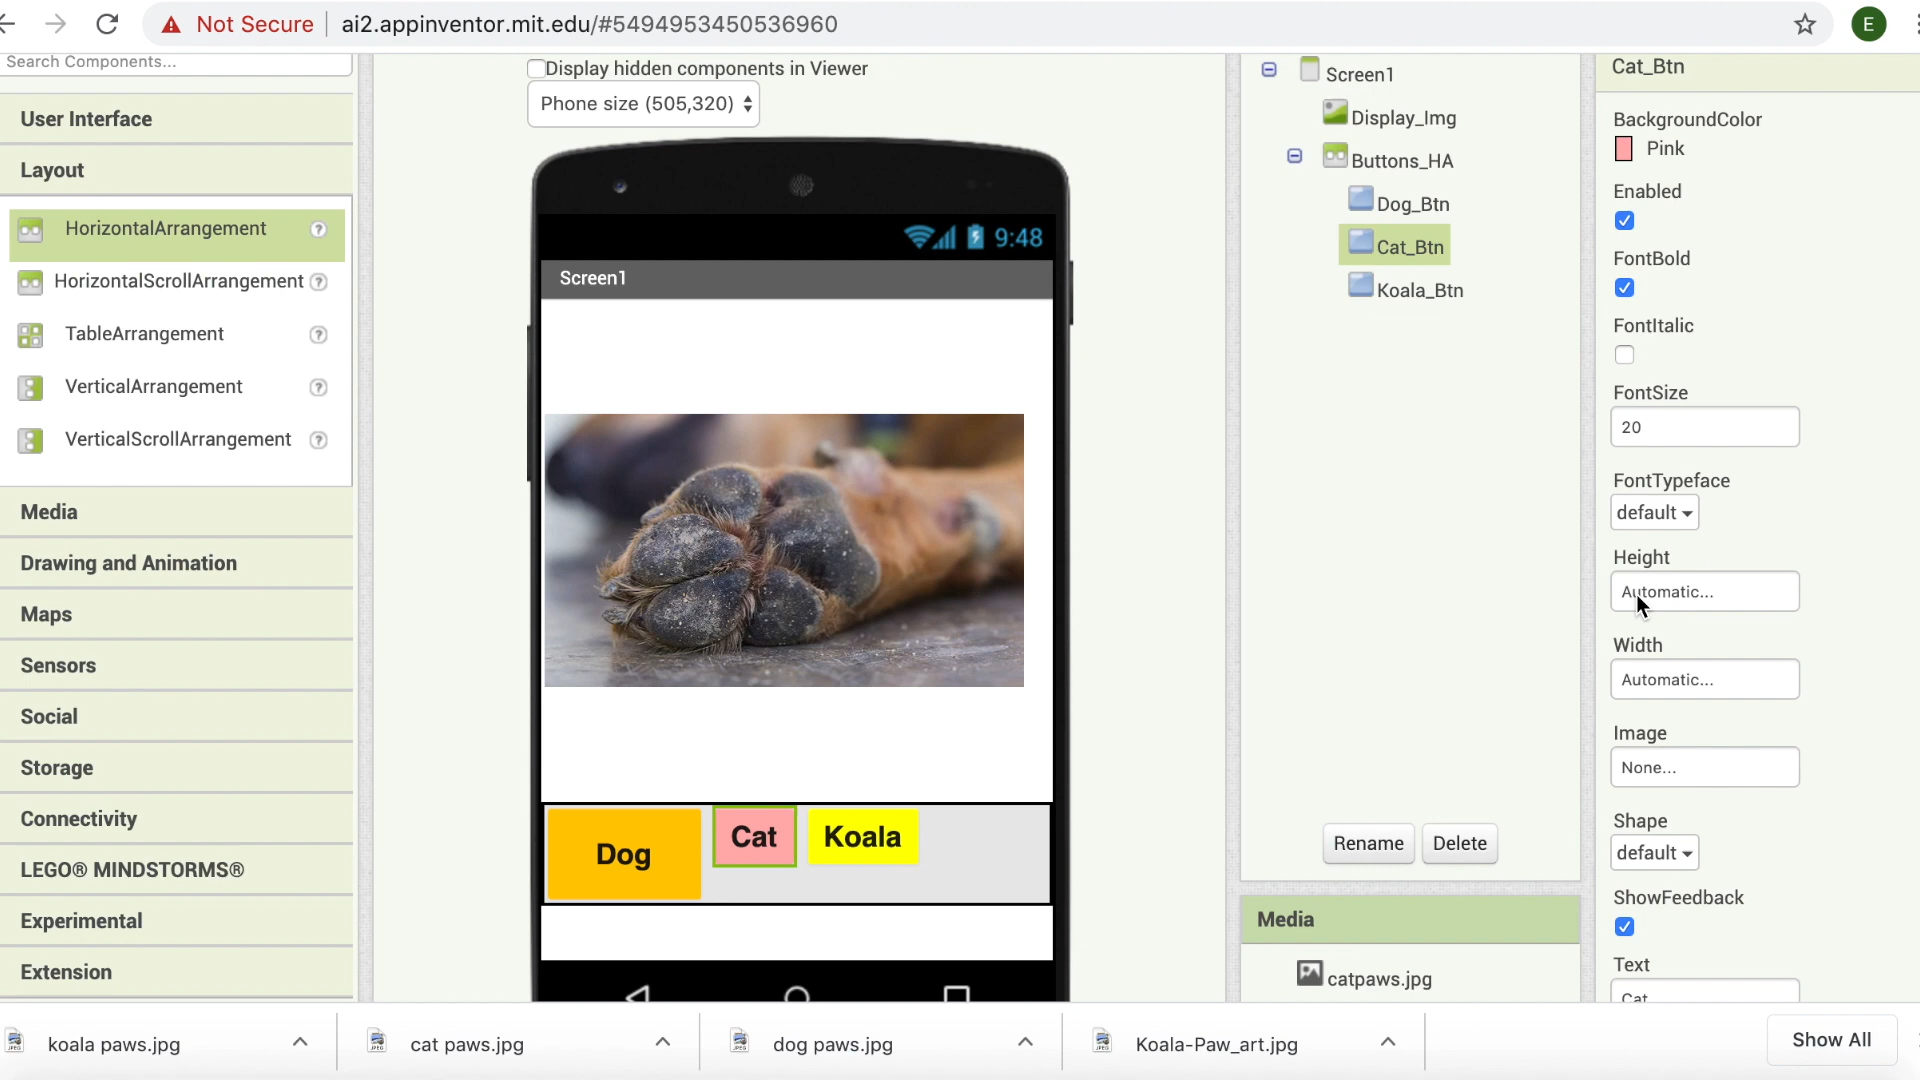 Not Secure
ai2.appinventor.mit.edu/#5494953450536960
E
Search Components...
User Interface
Layout
HorizontalArrangement ?
HorizontalScrollArrangement ?
TableArrangement ?
VerticalArrangement ?
VerticalScrollArrangement ?
Media
Drawing and Animation
Maps
Sensors
Social
Storage
Connectivity
LEGO® MINDSTORMS®
Experimental
Extension
Display hidden components in Viewer
Phone size (505,320)
9:48
Screen1
Dog
Cat
Koala
Screen1
Display_Img
Buttons_HA
Dog_Btn
Cat_Btn
Koala_Btn
Rename
Delete
Media
catpaws.jpg
Cat_Btn
BackgroundColor
Pink
Enabled
FontBold
FontItalic
FontSize
20
FontTypeface
default
Height
Automatic...
Width
Automatic...
Image
None...
Shape
default
ShowFeedback
Text
Cat
koala paws.jpg
cat paws.jpg
dog paws.jpg
Koala-Paw_art.jpg
Show All